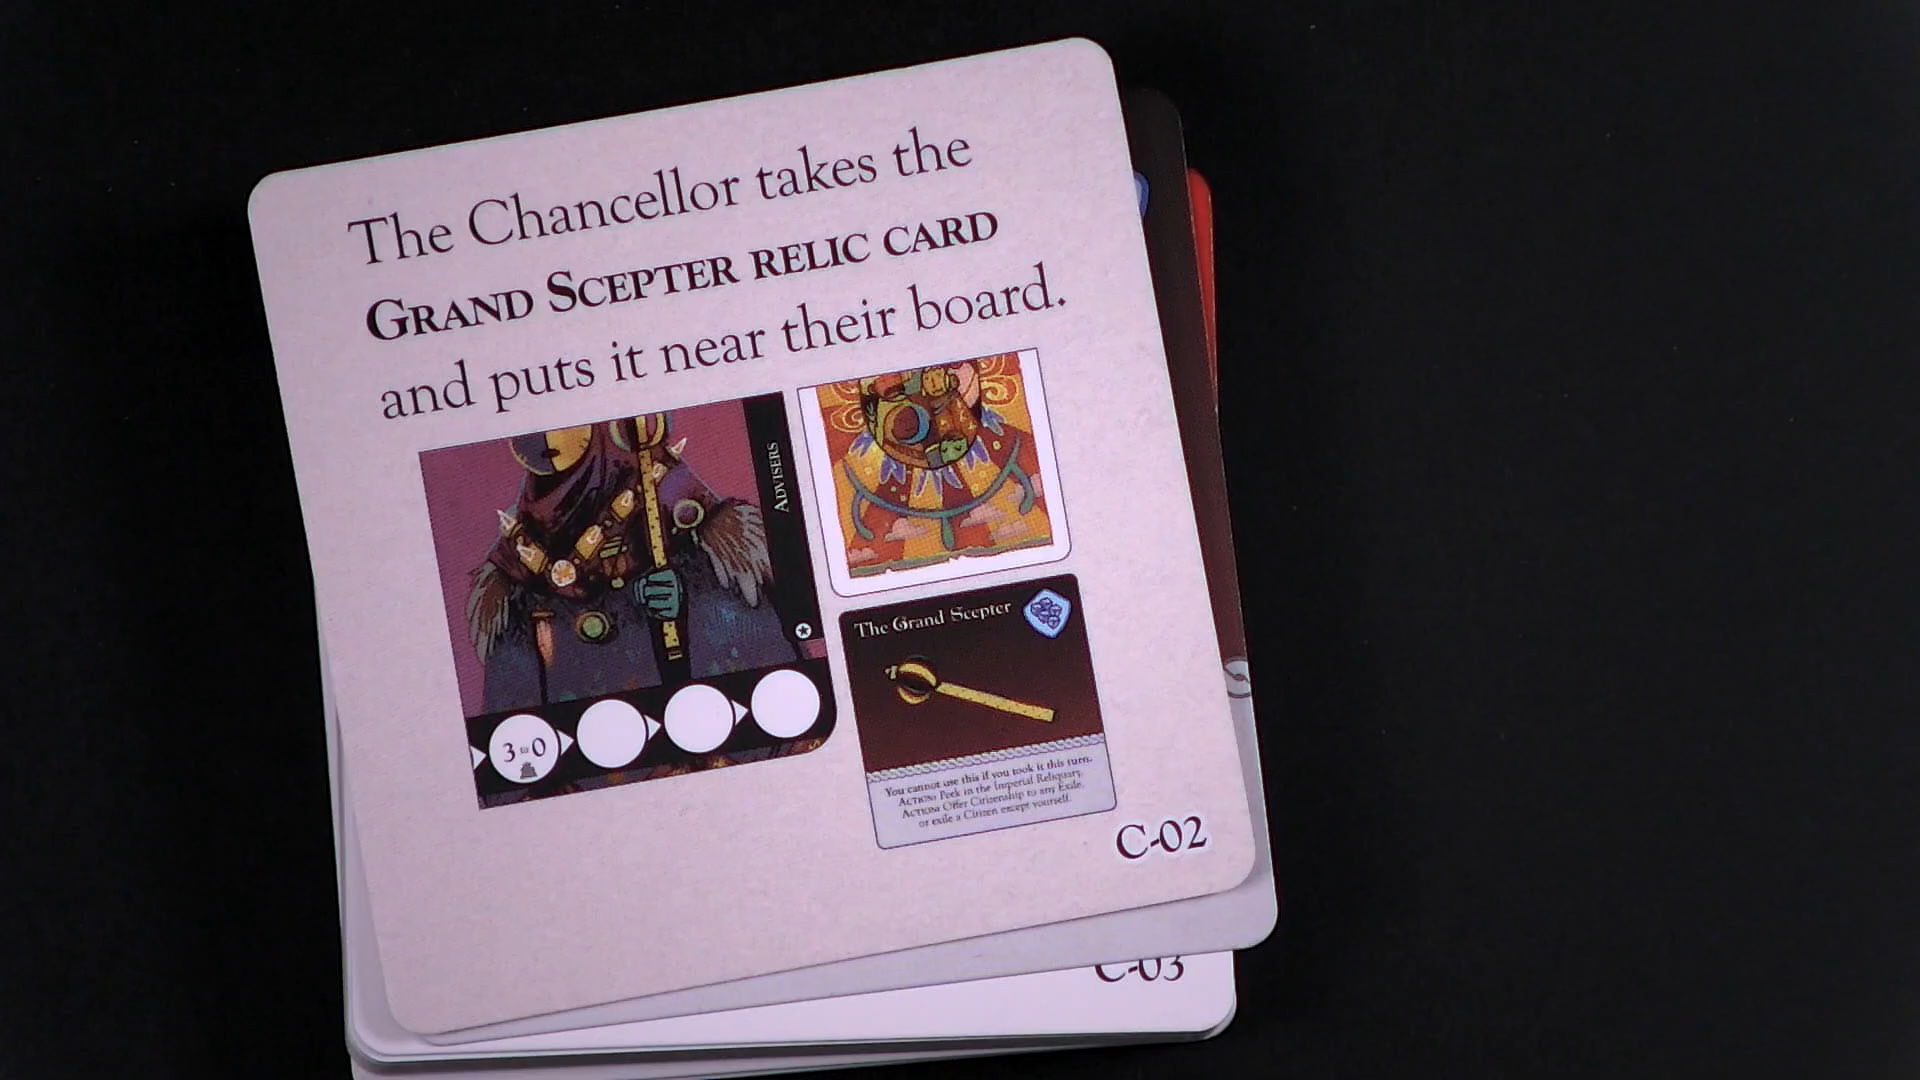 The Chancellor takes the
GRAND SCEPTER RELIC CARD
and puts it near their board.
ADVISERS
3 to 0
The Grand Scepter
You cannot use this if you took it this turn.
ACTION: Peek in the Imperial Reliquary.
ACTION: Offer Citizenship to any Exile,
or exile a Citizen except yourself.
C-02
C-03